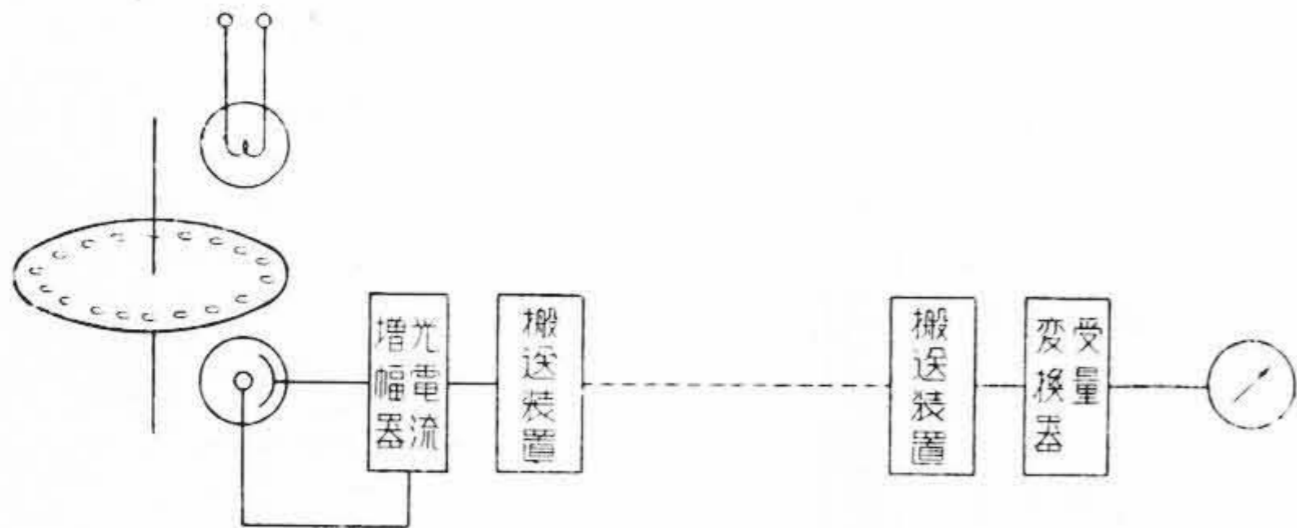 光電流
増幅器
搬送装置
搬送装置
受量
変換器